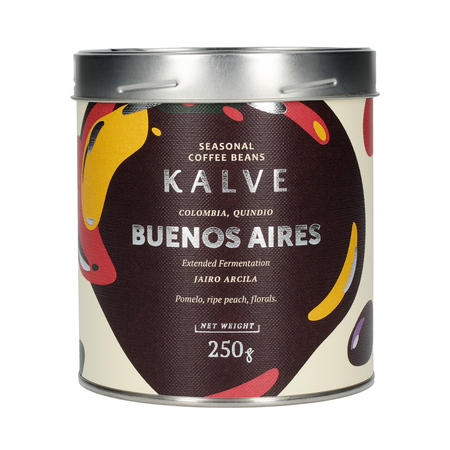 SEASONAL
COFFEE BEANS
KALVE
COLOMBIA, QUINDIO
BUENOS AIRES
Extended Fermentation
JAIRO ARCILA
Pomelo, ripe peach, florals.
NET WEIGHT
250g